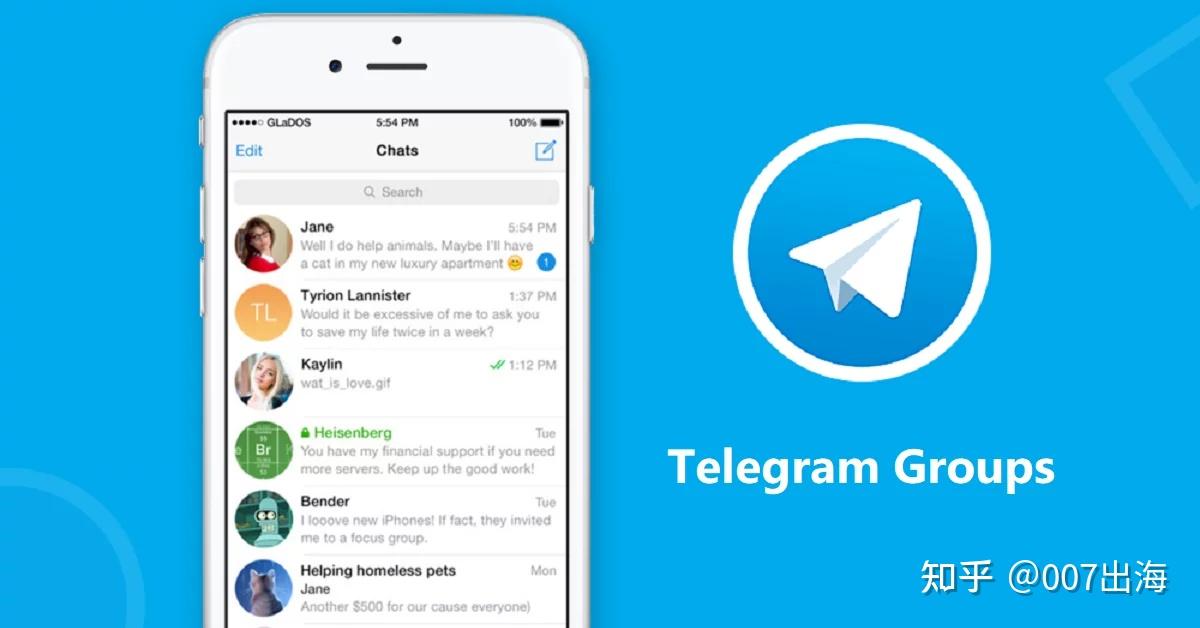 GLaDOS 5:54 PM 100%
Edit Chats
Search
Jane 5:54 PM
Well I do help animals. Maybe I'll have
a cat in my new luxury apartment 😊 1
TL
Tyrion Lannister 1:37 PM
Would it be excessive of me to ask you
to save my life twice in a week?
Kaylin 1:12 PM
wat_is_love.gif
Br
Heisenberg Tue
You have my financial support if you need
more servers. Keep up the good work!
Bender Tue
I looove new iPhones! If fact, they invited
me to a focus group.
Helping homeless pets Mon
Jane
Another $500 for our cause everyone)
Telegram Groups
知乎 @007出海